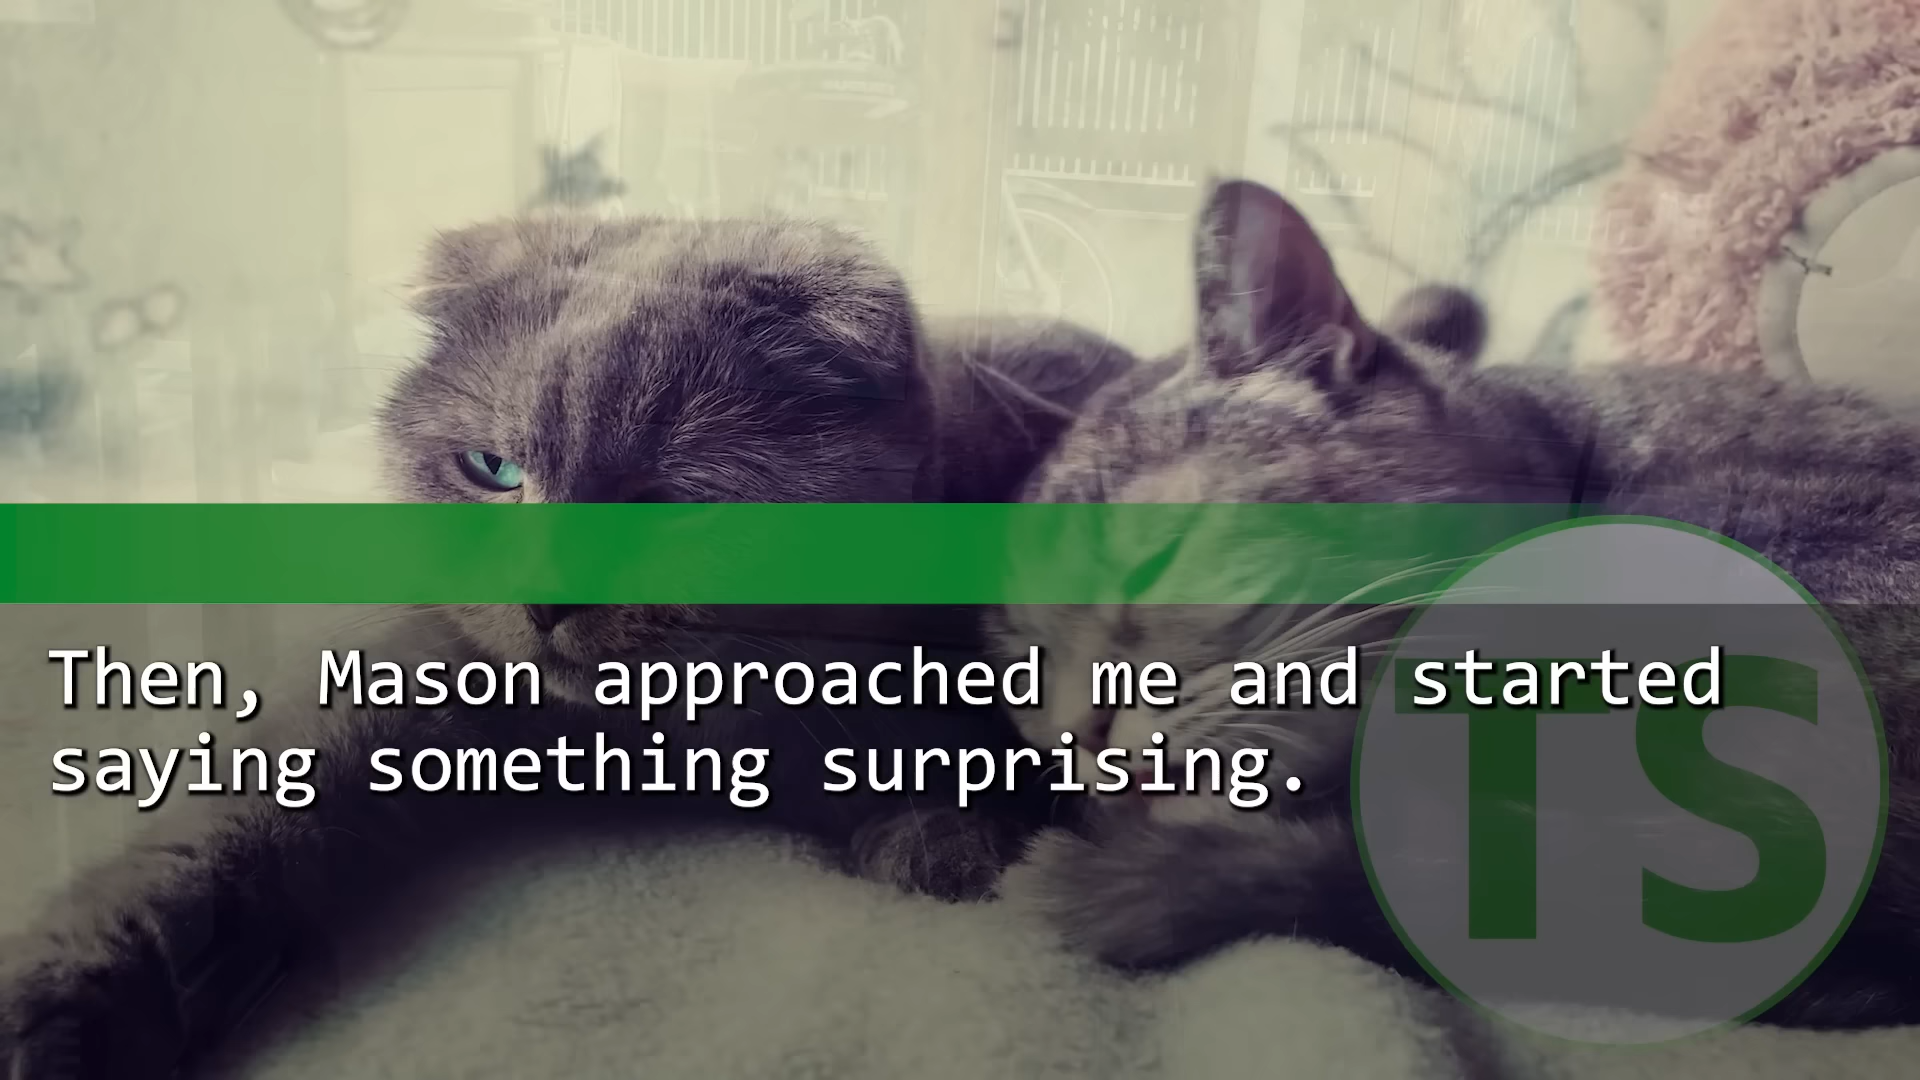 Then, Mason approached me and started
saying something surprising.
TS